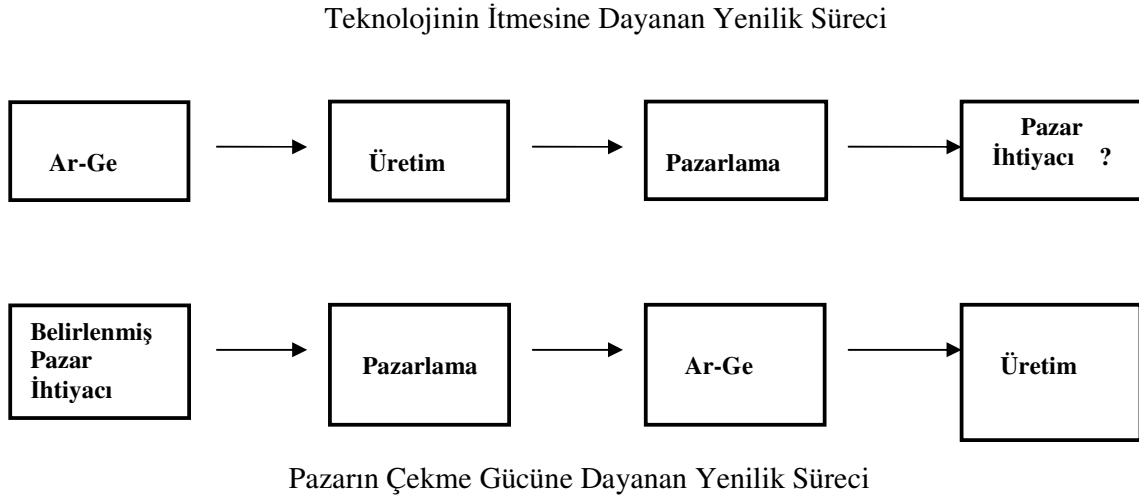 Teknolojinin İtmesine Dayanan Yenilik Süreci
Ar-Ge
Üretim
Pazarlama
Pazar
İhtiyacı ?
Belirlenmiş
Pazar
İhtiyacı
Pazarlama
Ar-Ge
Üretim
Pazarın Çekme Gücüne Dayanan Yenilik Süreci